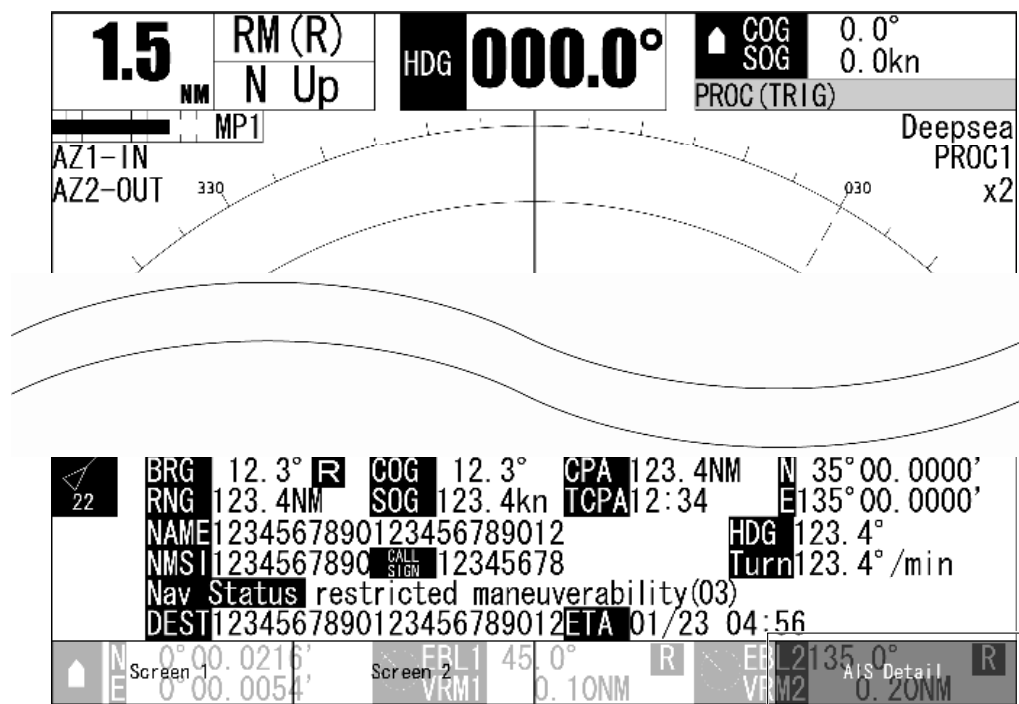 1.5 NM RM (R) HDG 000.0° COG 0.0°
N Up SOG 0.0kn
PROC (TRIG)
MP1 Deepsea
AZ1-IN PROC1
AZ2-OUT 330 030 x2
BRG 12.3° R COG 12.3° CPA 123.4NM N 35°00.0000'
22 RNG 123.4NM SOG 123.4kn TCPA 12:34 E 135°00.0000'
NAME 1234567890123456789012 HDG 123.4°
NMSI 1234567890 CALL SIGN 12345678 Turn 123.4°/min
Nav Status restricted maneuverability(03)
DEST 1234567890123456789012 ETA 01/23 04:56
N 0°00.0216' EBL1 45.0° R EBL2 135.0° R
Screen 1 Screen 2 AIS Detail
E 0°00.0054' VRM1 0.10NM VRM2 0.20NM